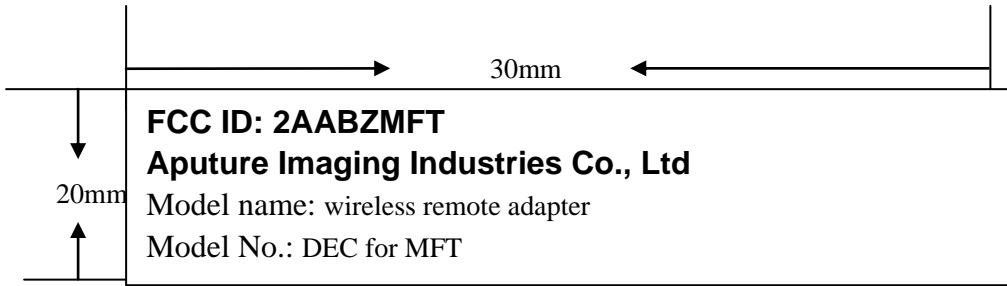 30mm
FCC ID: 2AABZMFT
Aputure Imaging Industries Co., Ltd
20mm
Model name: wireless remote adapter
Model No.: DEC for MFT